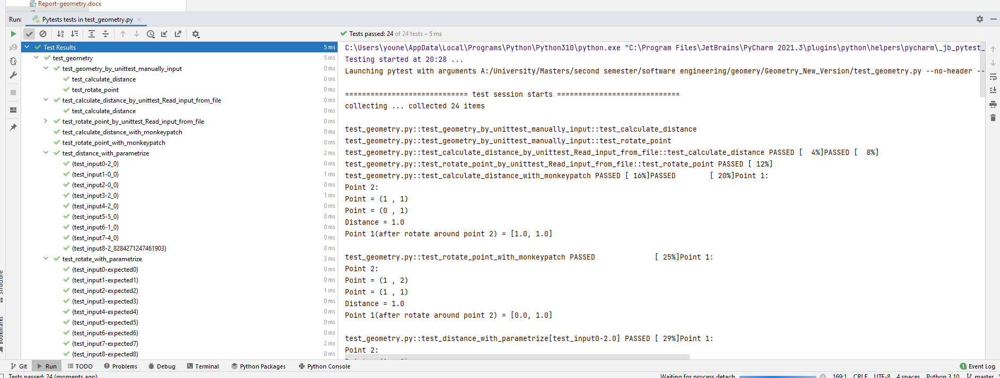 Report-geometry.docx
Run: Pytests tests in test_geometry.py
Tests passed: 24 of 24 tests – 5 ms
Test Results 5 ms
test_geometry 5 ms
test_geometry_by_unittest_manually_input 0 ms
test_calculate_distance 0 ms
test_rotate_point 0 ms
test_calculate_distance_by_unittest_Read_input_from_file 0 ms
test_calculate_distance 0 ms
test_rotate_point_by_unittest_Read_input_from_file 0 ms
test_calculate_distance_with_monkeypatch 0 ms
test_rotate_point_with_monkeypatch 0 ms
test_distance_with_parametrize 2 ms
(test_input0-2_0) 0 ms
(test_input1-0_0) 1 ms
(test_input2-0_0) 0 ms
(test_input3-2_0) 1 ms
(test_input4-2_0) 0 ms
(test_input5-5_0) 0 ms
(test_input6-1_0) 0 ms
(test_input7-4_0) 0 ms
(test_input8-2_8284271247461903) 0 ms
test_rotate_with_parametrize 3 ms
(test_input0-expected0) 0 ms
(test_input1-expected1) 0 ms
(test_input2-expected2) 1 ms
(test_input3-expected3) 0 ms
(test_input4-expected4) 0 ms
(test_input5-expected5) 0 ms
(test_input6-expected6) 0 ms
(test_input7-expected7) 2 ms
(test_input8-expected8) 0 ms
C:\Users\youne\AppData\Local\Programs\Python\Python310\python.exe "C:\Program Files\JetBrains\PyCharm 2021.3\plugins\python\helpers\pycharm\_jb_pytest_
Testing started at 20:28 ...
Launching pytest with arguments A:/University/Masters/second semester/software engineering/geomery/Geometry_New_Version/test_geometry.py --no-header --
============================= test session starts =============================
collecting ... collected 24 items
test_geometry.py::test_geometry_by_unittest_manually_input::test_calculate_distance
test_geometry.py::test_geometry_by_unittest_manually_input::test_rotate_point
test_geometry.py::test_calculate_distance_by_unittest_Read_input_from_file::test_calculate_distance PASSED [  4%]PASSED [  8%]
test_geometry.py::test_rotate_point_by_unittest_Read_input_from_file::test_rotate_point PASSED [ 12%]
test_geometry.py::test_calculate_distance_with_monkeypatch PASSED [ 16%]PASSED        [ 20%]Point 1:
Point 2:
Point = (1 , 1)
Point = (0 , 1)
Distance = 1.0
Point 1(after rotate around point 2) = [1.0, 1.0]
test_geometry.py::test_rotate_point_with_monkeypatch PASSED              [ 25%]Point 1:
Point 2:
Point = (1 , 2)
Point = (1 , 1)
Distance = 1.0
Point 1(after rotate around point 2) = [0.0, 1.0]
test_geometry.py::test_distance_with_parametrize[test_input0-2.0] PASSED [ 29%]Point 1:
Point 2:
Structure
Bookmarks
Git Run TODO Problems Debug Terminal Python Packages Python Console 1 Event Log
Tests passed: 24 (moments ago) Waiting for process detach 169:1 CRLF UTF-8 4 spaces Python 3.10 master